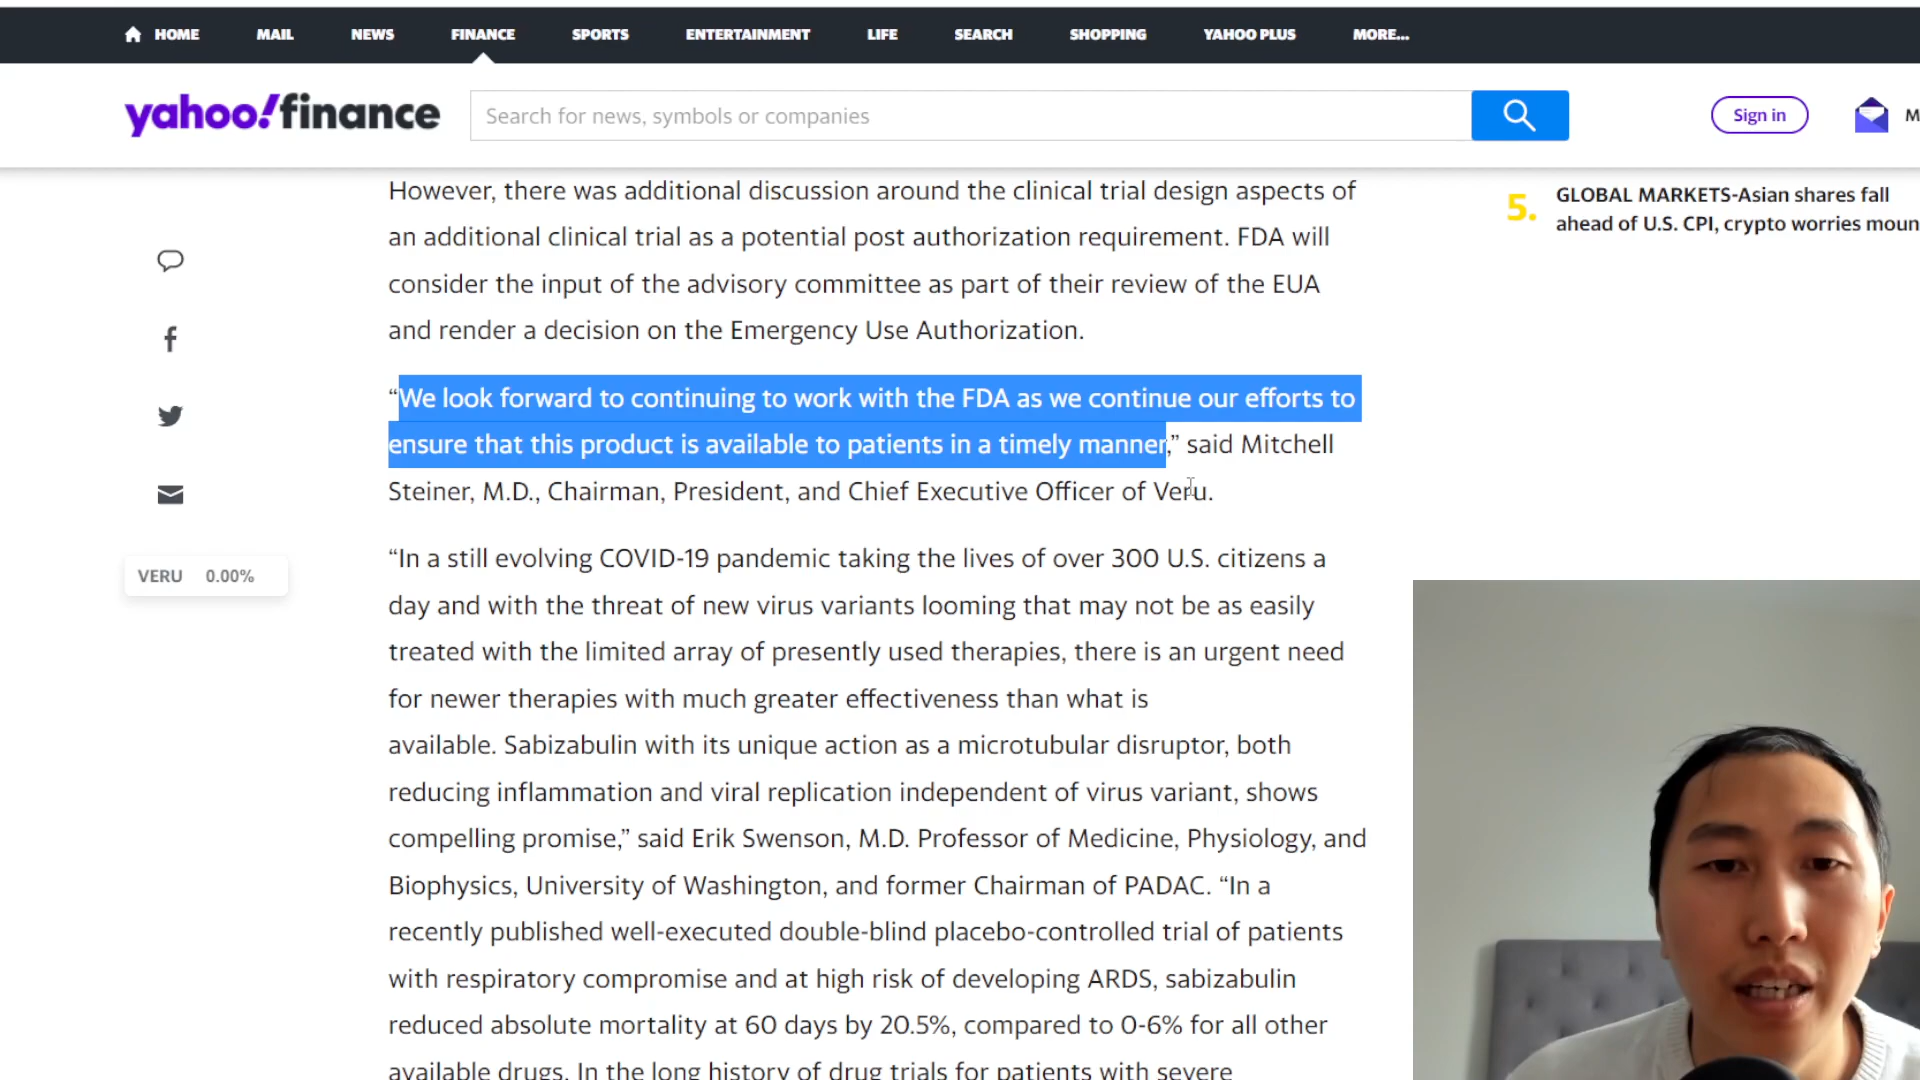 HOME MAIL NEWS FINANCE SPORTS ENTERTAINMENT LIFE SEARCH SHOPPING YAHOO PLUS MORE...
yahoo!finance
Search for news, symbols or companies
Sign in
M
However, there was additional discussion around the clinical trial design aspects of
an additional clinical trial as a potential post authorization requirement. FDA will
consider the input of the advisory committee as part of their review of the EUA
and render a decision on the Emergency Use Authorization.
“We look forward to continuing to work with the FDA as we continue our efforts to
ensure that this product is available to patients in a timely manner,” said Mitchell
Steiner, M.D., Chairman, President, and Chief Executive Officer of Veru.
“In a still evolving COVID-19 pandemic taking the lives of over 300 U.S. citizens a
day and with the threat of new virus variants looming that may not be as easily
treated with the limited array of presently used therapies, there is an urgent need
for newer therapies with much greater effectiveness than what is
available. Sabizabulin with its unique action as a microtubular disruptor, both
reducing inflammation and viral replication independent of virus variant, shows
compelling promise,” said Erik Swenson, M.D. Professor of Medicine, Physiology, and
Biophysics, University of Washington, and former Chairman of PADAC. “In a
recently published well-executed double-blind placebo-controlled trial of patients
with respiratory compromise and at high risk of developing ARDS, sabizabulin
reduced absolute mortality at 60 days by 20.5%, compared to 0-6% for all other
available drugs. In the long history of drug trials for patients with severe
VERU 0.00%
5.
GLOBAL MARKETS-Asian shares fall
ahead of U.S. CPI, crypto worries moun